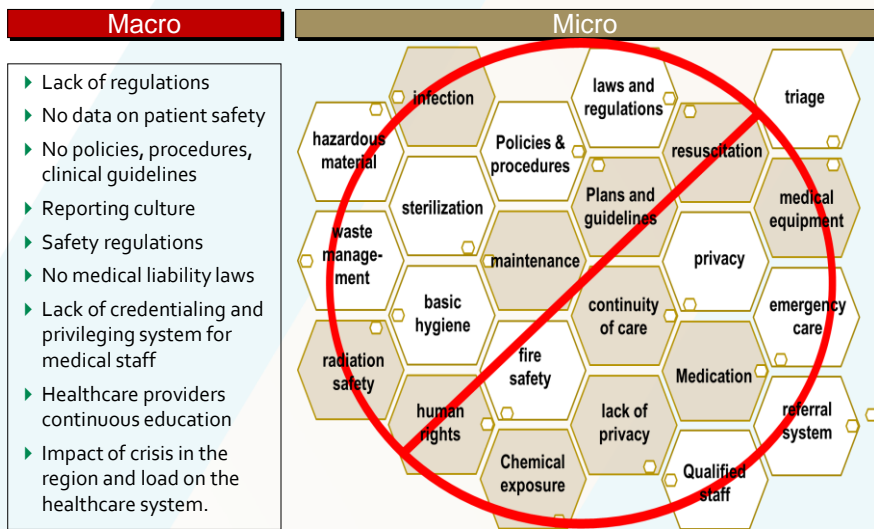 Macro
Micro
Lack of regulations
No data on patient safety
No policies, procedures,
clinical guidelines
Reporting culture
Safety regulations
No medical liability laws
Lack of credentialing and
privileging system for
medical staff
Healthcare providers
continuous education
Impact of crisis in the
region and load on the
healthcare system.
infection
hazardous
material
sterilization
waste
manage-
ment
basic
hygiene
radiation
safety
human
rights
Policies &
procedures
maintenance
fire
safety
Chemical
exposure
laws and
regulations
Plans and
guidelines
continuity
of care
lack of
privacy
resuscitation
privacy
Medication
Qualified
staff
triage
medical
equipment
emergency
care
referral
system